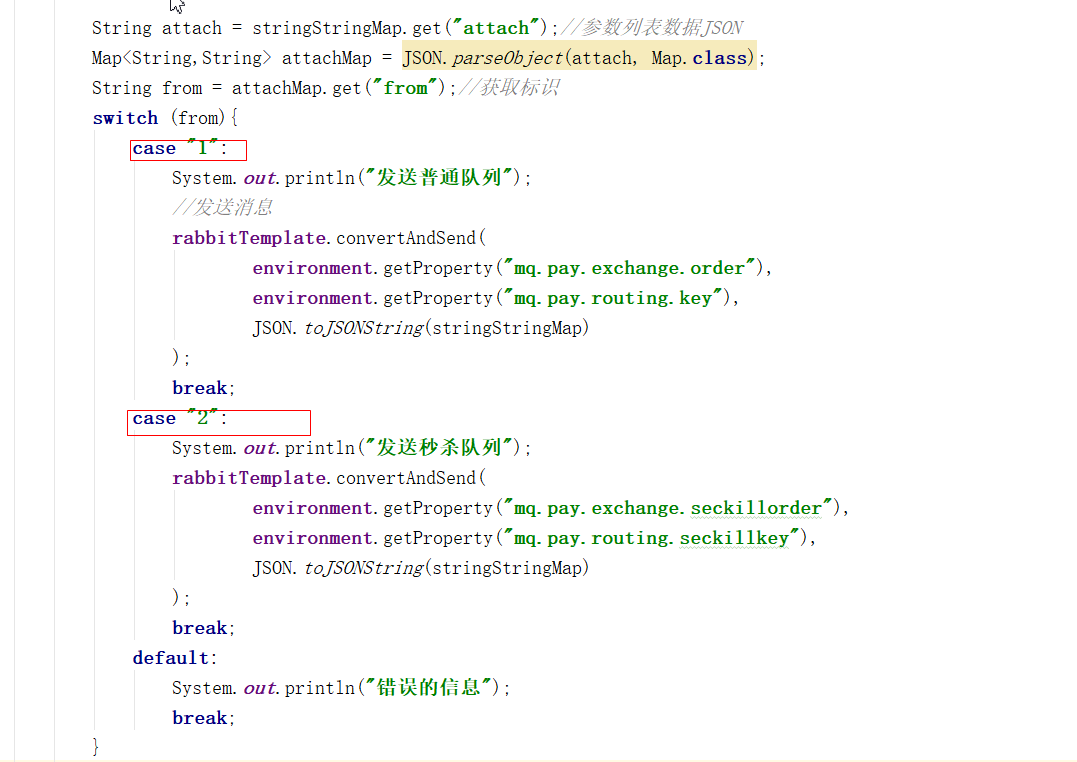 String attach = stringStringMap.get("attach");//参数列表数据JSON
Map<String,String> attachMap = JSON.parseObject(attach, Map.class);
String from = attachMap.get("from");//获取标识
switch (from){
case "1":
System.out.println("发送普通队列");
//发送消息
rabbitTemplate.convertAndSend(
environment.getProperty("mq.pay.exchange.order"),
environment.getProperty("mq.pay.routing.key"),
JSON.toJSONString(stringStringMap)
);
break;
case "2":
System.out.println("发送秒杀队列");
rabbitTemplate.convertAndSend(
environment.getProperty("mq.pay.exchange.seckillorder"),
environment.getProperty("mq.pay.routing.seckillkey"),
JSON.toJSONString(stringStringMap)
);
break;
default:
System.out.println("错误的信息");
break;
}